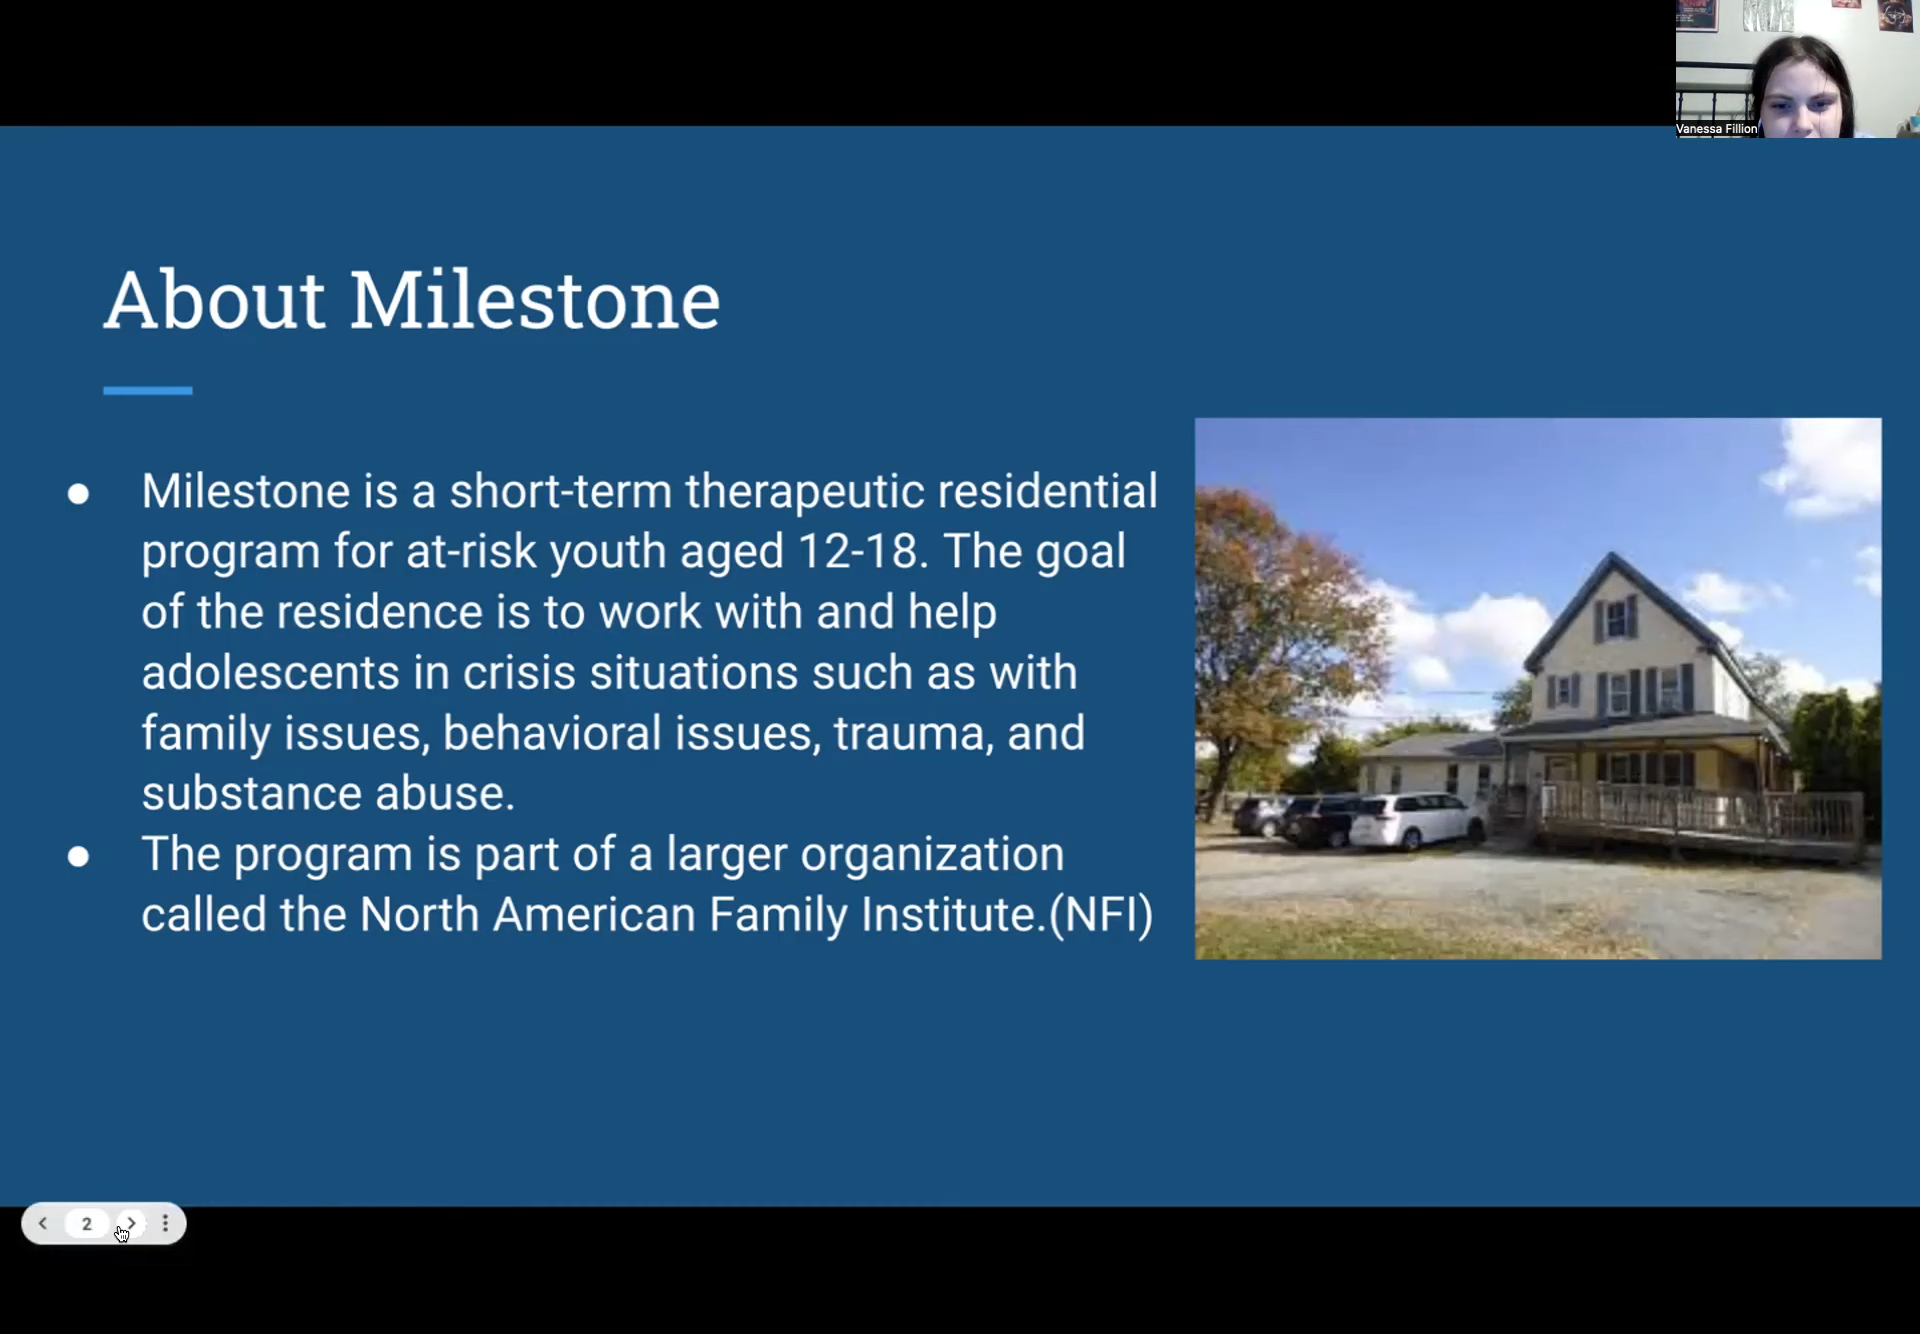 Vanessa Fillion
About Milestone
● Milestone is a short-term therapeutic residential
program for at-risk youth aged 12-18. The goal
of the residence is to work with and help
adolescents in crisis situations such as with
family issues, behavioral issues, trauma, and
substance abuse.
● The program is part of a larger organization
called the North American Family Institute.(NFI)
2